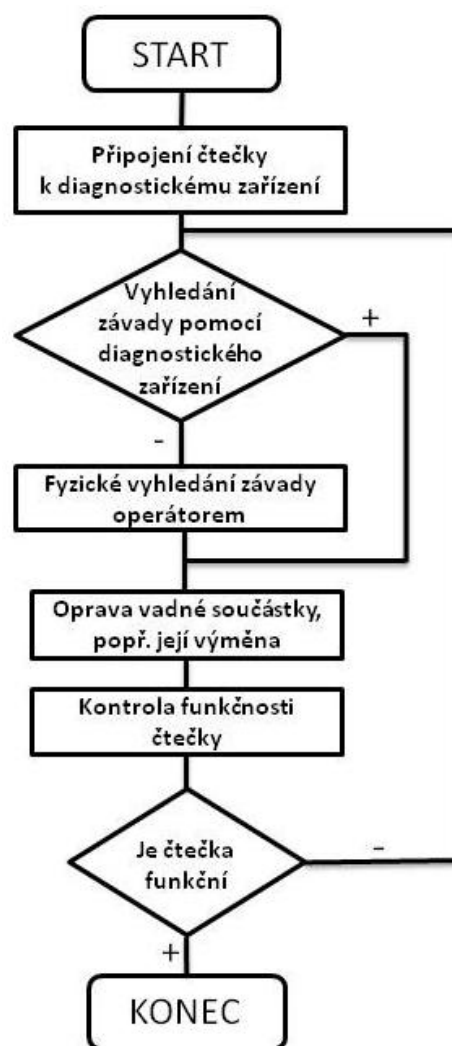 START
Připojení čtečky
k diagnostickému zařízení
Vyhledání
závady pomocí
diagnostického
zařízení
+
-
Fyzické vyhledání závady
operátorem
Oprava vadné součástky,
popř. její výměna
Kontrola funkčnosti
čtečky
Je čtečka
funkční
-
+
KONEC